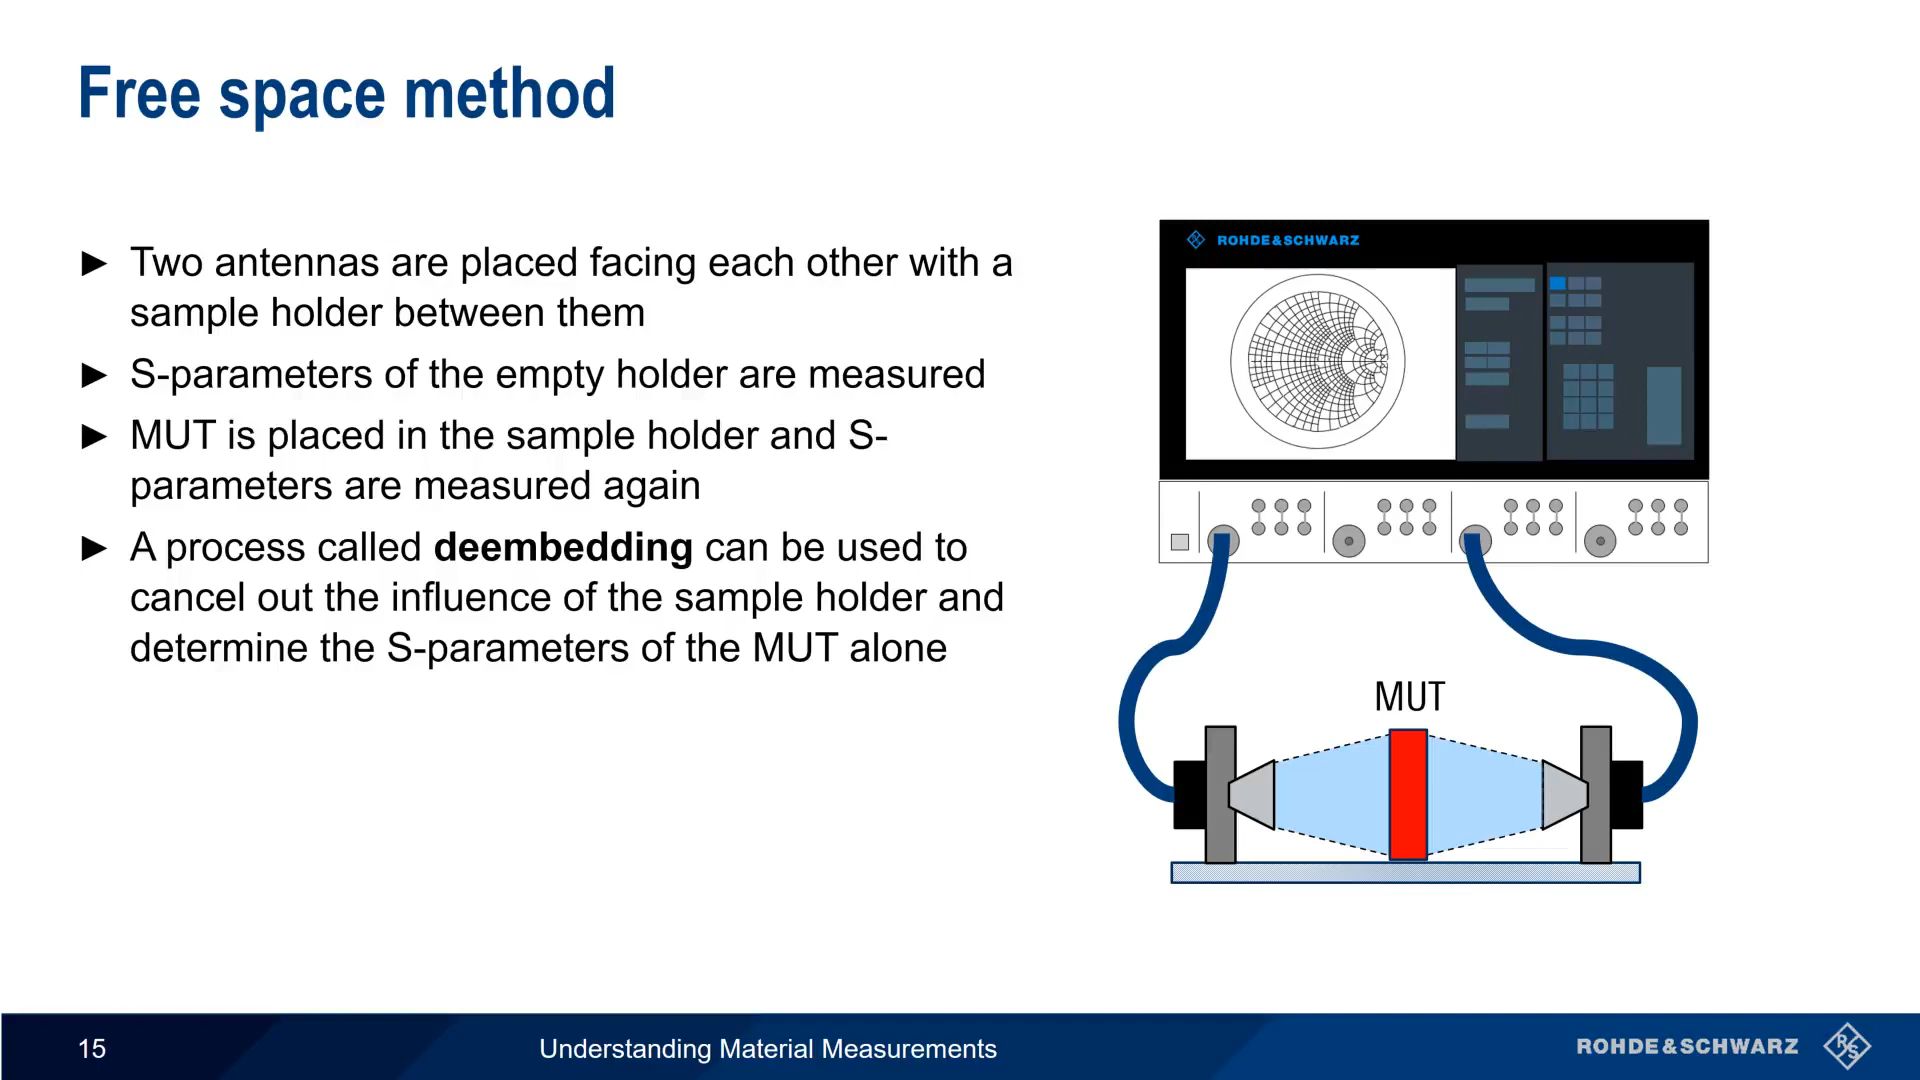 Free space method
► Two antennas are placed facing each other with a
sample holder between them
► S-parameters of the empty holder are measured
► MUT is placed in the sample holder and S-
parameters are measured again
► A process called deembedding can be used to
cancel out the influence of the sample holder and
determine the S-parameters of the MUT alone
ROHDE&SCHWARZ
MUT
15
Understanding Material Measurements
ROHDE&SCHWARZ
RS